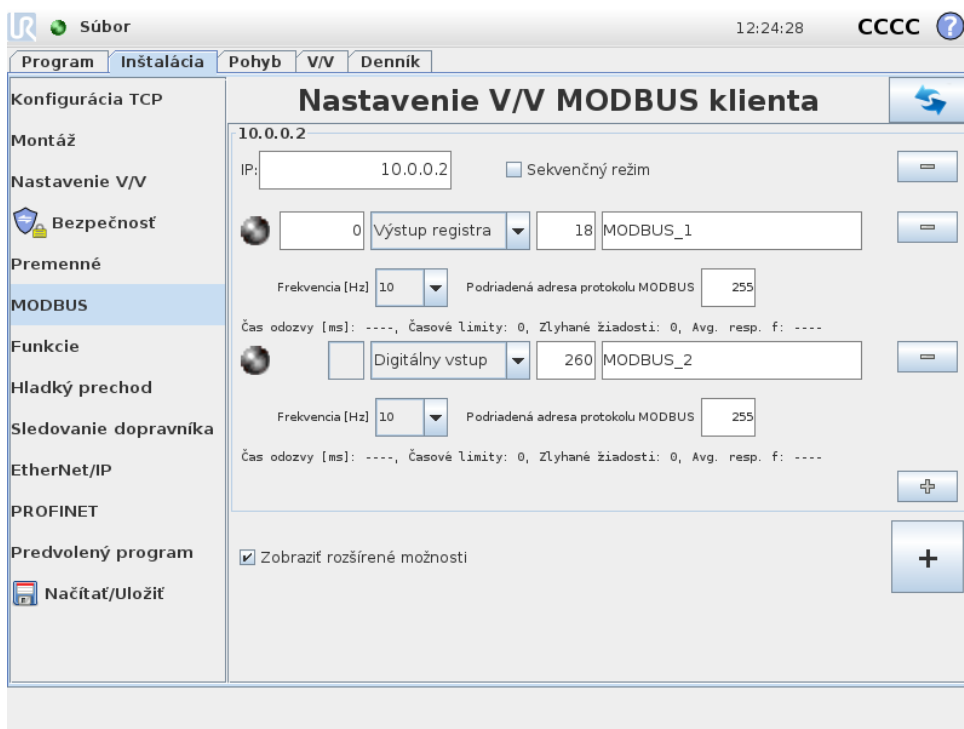 UR Súbor 12:24:28 CCCC ?
Program Inštalácia Pohyb V/V Denník
Konfigurácia TCP
Montáž
Nastavenie V/V
Bezpečnosť
Premenné
MODBUS
Funkcie
Hladký prechod
Sledovanie dopravníka
EtherNet/IP
PROFINET
Predvolený program
Načítať/Uložiť
Nastavenie V/V MODBUS klienta
10.0.0.2
IP: 10.0.0.2 Sekvenčný režim
0 Výstup registra 18 MODBUS_1
Frekvencia [Hz] 10 Podriadená adresa protokolu MODBUS 255
Čas odozvy [ms]: ----, Časové limity: 0, Zlyhané žiadosti: 0, Avg. resp. f: ----
Digitálny vstup 260 MODBUS_2
Frekvencia [Hz] 10 Podriadená adresa protokolu MODBUS 255
Čas odozvy [ms]: ----, Časové limity: 0, Zlyhané žiadosti: 0, Avg. resp. f: ----
Zobraziť rozšírené možnosti